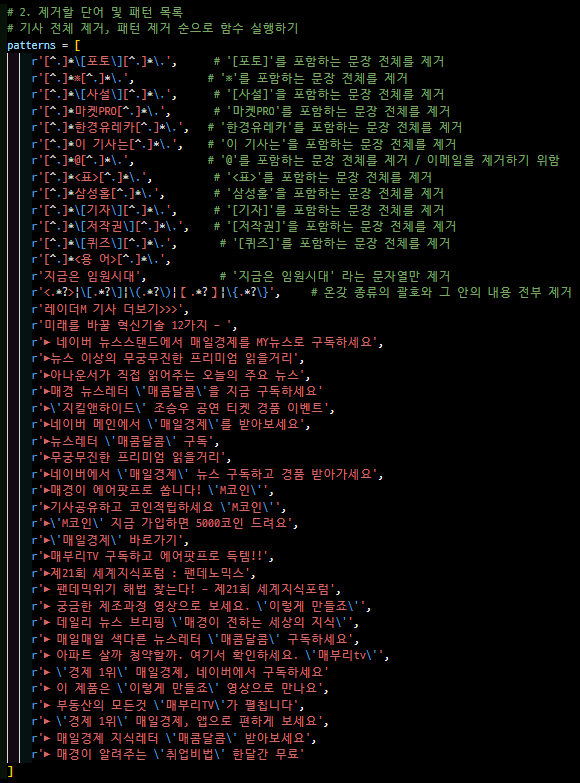 # 2. 제거할 단어 및 패턴 목록
# 기사 전체 제거, 패턴 제거 순으로 함수 실행하기
patterns = [
r'[^.]*\[포토\][^.]*\.', # '[포토]'를 포함하는 문장 전체를 제거
r'[^.]*※[^.]*\.', # '※'를 포함하는 문장 전체를 제거
r'[^.]*\[사설\][^.]*\.', # '[사설]'을 포함하는 문장 전체를 제거
r'[^.]*마켓PRO[^.]*\.', # '마켓PRO'를 포함하는 문장 전체를 제거
r'[^.]*한경유레카[^.]*\.', # '한경유레카'를 포함하는 문장 전체를 제거
r'[^.]*이 기사는[^.]*\.', # '이 기사는'을 포함하는 문장 전체를 제거
r'[^.]*@[^.]*\.', # '@'를 포함하는 문장 전체를 제거 / 이메일을 제거하기 위함
r'[^.]*<표>[^.]*\.', # '<표>'를 포함하는 문장 전체를 제거
r'[^.]*삼성홀[^.]*\.', # '삼성홀'을 포함하는 문장 전체를 제거
r'[^.]*\[기자\][^.]*\.', # '[기자]'를 포함하는 문장 전체를 제거
r'[^.]*\[저작권\][^.]*\.', # '[저작권]'을 포함하는 문장 전체를 제거
r'[^.]*\[퀴즈\][^.]*\.', # '[퀴즈]'를 포함하는 문장 전체를 제거
r'[^.]*<용 어>[^.]*\.',
r'지금은 임원시대', # '지금은 임원시대' 라는 문자열만 제거
r'<.*?>|\[.*?\]|\(.*?\)|【.*?】|\{.*?\}', # 온갖 종류의 괄호와 그 안의 내용 전부 제거
r'레이더M 기사 더보기>>>',
r'미래를 바꿀 혁신기술 12가지 - ',
r'▶ 네이버 뉴스스탠드에서 매일경제를 MY뉴스로 구독하세요',
r'▶뉴스 이상의 무궁무진한 프리미엄 읽을거리',
r'▶아나운서가 직접 읽어주는 오늘의 주요 뉴스',
r'▶매경 뉴스레터 \'매콤달콤\'을 지금 구독하세요'
r'▶\'지킬앤하이드\' 조승우 공연 티켓 경품 이벤트',
r'▶네이버 메인에서 \'매일경제\'를 받아보세요',
r'▶뉴스레터 \'매콤달콤\' 구독',
r'▶무궁무진한 프리미엄 읽을거리',
r'▶네이버에서 \'매일경제\' 뉴스 구독하고 경품 받아가세요',
r'▶매경이 에어팟프로 쏩니다! \'M코인\'',
r'▶기사공유하고 코인적립하세요 \'M코인\'',
r'▶\'M코인\' 지금 가입하면 5000코인 드려요',
r'▶\'매일경제\' 바로가기',
r'▶매부리TV 구독하고 에어팟프로 득템!!',
r'▶제21회 세계지식포럼 : 팬데노믹스',
r'▶ 팬데믹위기 해법 찾는다! - 제21회 세계지식포럼',
r'▶ 궁금한 제조과정 영상으로 보세요. \'이렇게 만들죠\'',
r'▶ 데일리 뉴스 브리핑 \'매경이 전하는 세상의 지식\'',
r'▶ 매일매일 색다른 뉴스레터 \'매콤달콤\' 구독하세요',
r'▶ 아파트 살까 청약할까. 여기서 확인하세요. \'매부리tv\'',
r'▶ \'경제 1위\' 매일경제, 네이버에서 구독하세요'
r'▶ 이 제품은 \'이렇게 만들죠\' 영상으로 만나요',
r'▶ 부동산의 모든것 \'매부리TV\'가 펼칩니다',
r'▶ \'경제 1위\' 매일경제, 앱으로 편하게 보세요',
r'▶ 매일경제 지식레터 \'매콤달콤\' 받아보세요',
r'▶ 매경이 알려주는 \'취업비법\' 한달간 무료'
]